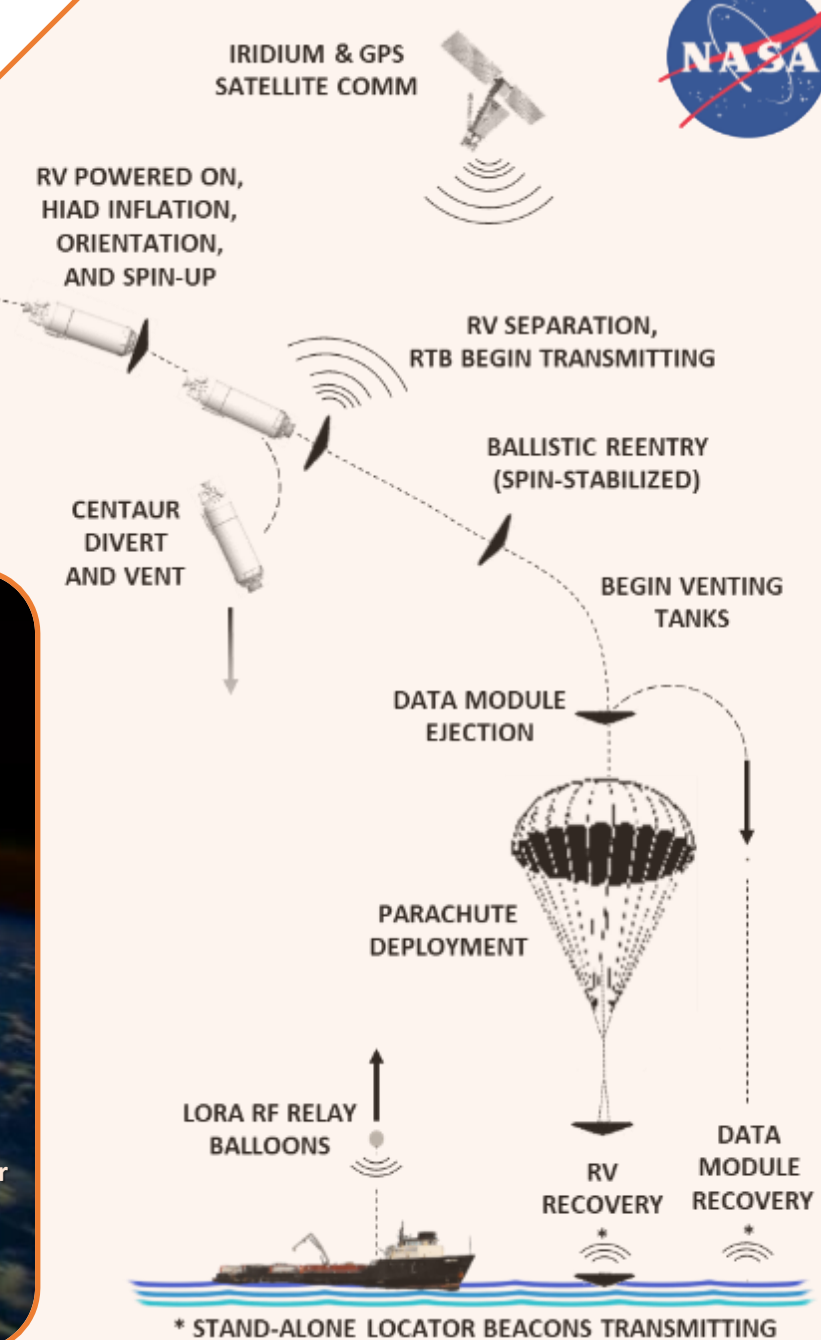 IRIDIUM & GPS
SATELLITE COMM
NASA
RV POWERED ON,
HIAD INFLATION,
ORIENTATION,
AND SPIN-UP
RV SEPARATION,
RTB BEGIN TRANSMITTING
BALLISTIC REENTRY
(SPIN-STABILIZED)
CENTAUR
DIVERT
AND VENT
BEGIN VENTING
TANKS
DATA MODULE
EJECTION
PARACHUTE
DEPLOYMENT
LORA RF RELAY
BALLOONS
DATA
MODULE
RECOVERY
*
RV
RECOVERY
*
r
* STAND-ALONE LOCATOR BEACONS TRANSMITTING